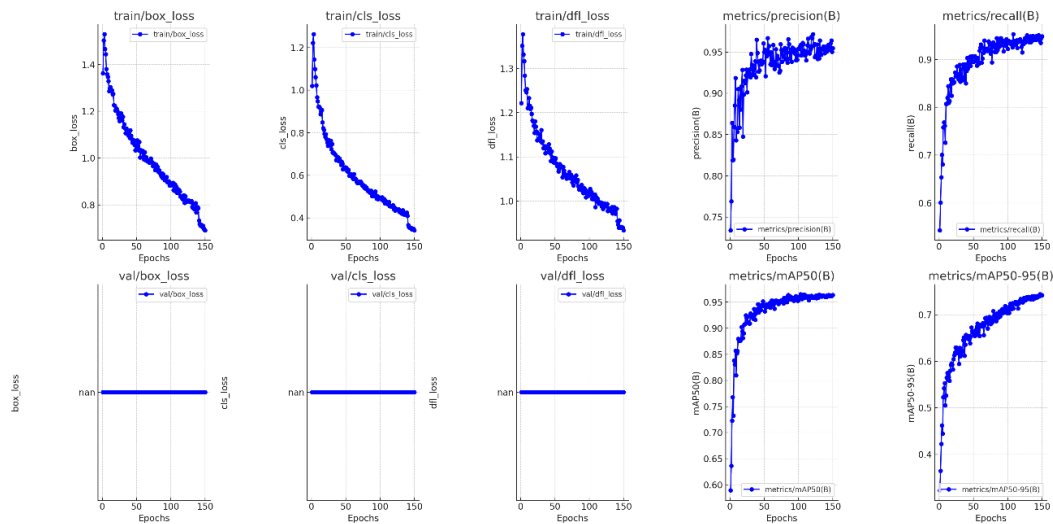 train/box_loss
train/cls_loss
train/dfl_loss
metrics/precision(B)
metrics/recall(B)
train/box_loss
train/cls_loss
train/dfl_loss
metrics/precision(B)
metrics/recall(B)
box_loss
1.4
1.2
1.0
0.8
cls_loss
1.2
1.0
0.8
0.6
0.4
dfl_loss
1.3
1.2
1.1
1.0
precision(B)
0.95
0.90
0.85
0.80
0.75
recall(B)
0.9
0.8
0.7
0.6
0 50 100 150
0 50 100 150
0 50 100 150
0 50 100 150
0 50 100 150
Epochs
Epochs
Epochs
Epochs
Epochs
val/box_loss
val/cls_loss
val/dfl_loss
metrics/mAP50(B)
metrics/mAP50-95(B)
val/box_loss
val/cls_loss
val/dfl_loss
metrics/mAP50(B)
metrics/mAP50-95(B)
box_loss
nan
cls_loss
nan
dfl_loss
nan
mAP50(B)
0.95
0.90
0.85
0.80
0.75
0.70
0.65
0.60
mAP50-95(B)
0.7
0.6
0.5
0.4
0 50 100 150
0 50 100 150
0 50 100 150
0 50 100 150
0 50 100 150
Epochs
Epochs
Epochs
Epochs
Epochs